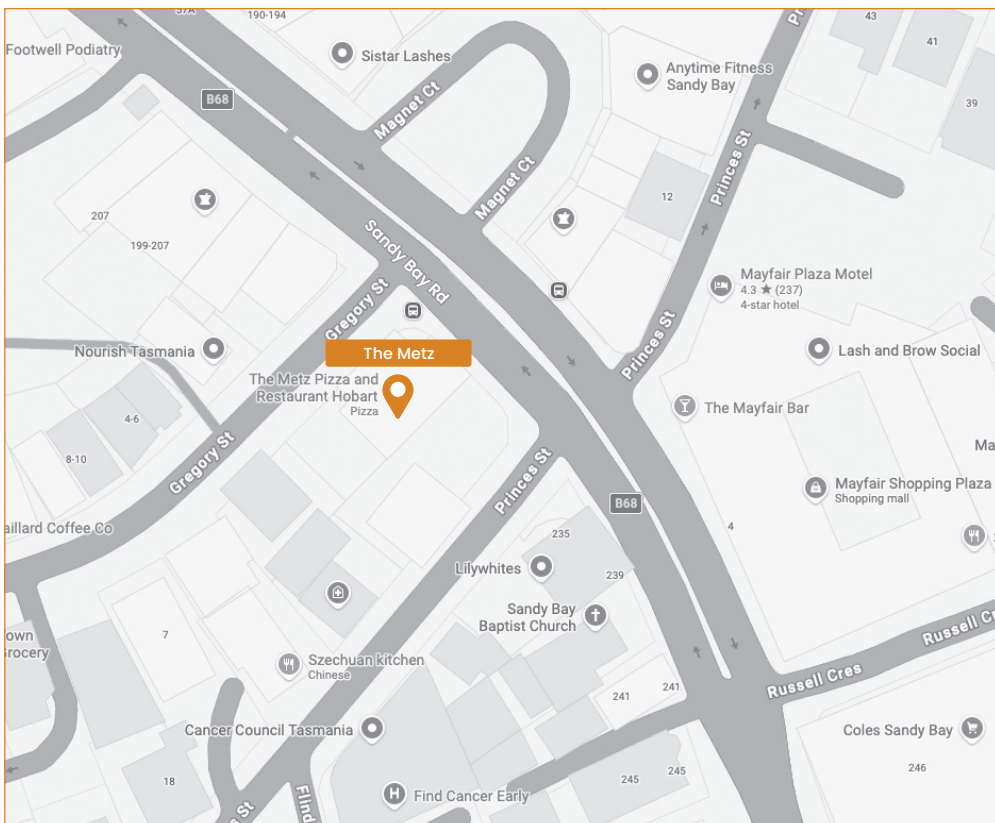 37A
190-194
Footwell Podiatry
Sistar Lashes
43
41
Anytime Fitness
Sandy Bay
B68
39
Magnet Ct
Princes St
Magnet Ct
12
207
199-207
Sandy Bay Rd
Mayfair Plaza Motel
4.3 ★ (237)
4-star hotel
Gregory St
Nourish Tasmania
The Metz
Princes St
Lash and Brow Social
The Metz Pizza and
Restaurant Hobart
Pizza
4-6
The Mayfair Bar
8-10
Gregory St
Princes St
Mayfair Shopping Plaza
Shopping mall
B68
4
aillard Coffee Co
235
Lilywhites
239
Sandy Bay
Baptist Church
7
own
Grocery
Szechuan kitchen
Chinese
Russell C
Russell Cres
241
241
Cancer Council Tasmania
Coles Sandy Bay
246
18
245
245
H
Find Cancer Early
Flind
s St
Ma